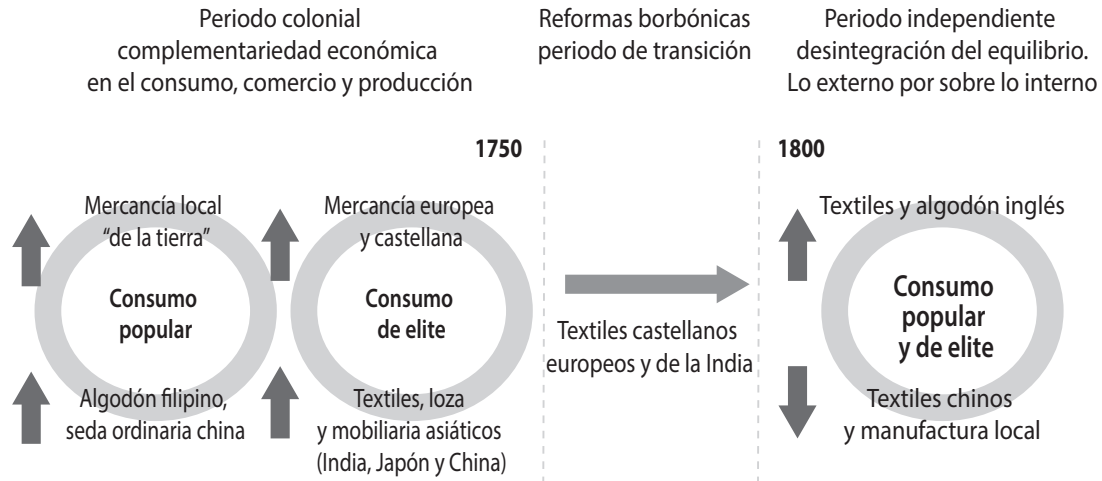 Periodo colonial
complementariedad económica
en el consumo, comercio y producción
Reformas borbónicas
periodo de transición
Periodo independiente
desintegración del equilibrio.
Lo externo por sobre lo interno
1750
1800
Mercancía local
“de la tierra”
Consumo
popular
Algodón filipino,
seda ordinaria china
Mercancía europea
y castellana
Consumo
de elite
Textiles, loza
y mobiliaria asiáticos
(India, Japón y China)
Textiles castellanos
europeos y de la India
Textiles y algodón inglés
Consumo
popular
y de elite
Textiles chinos
y manufactura local